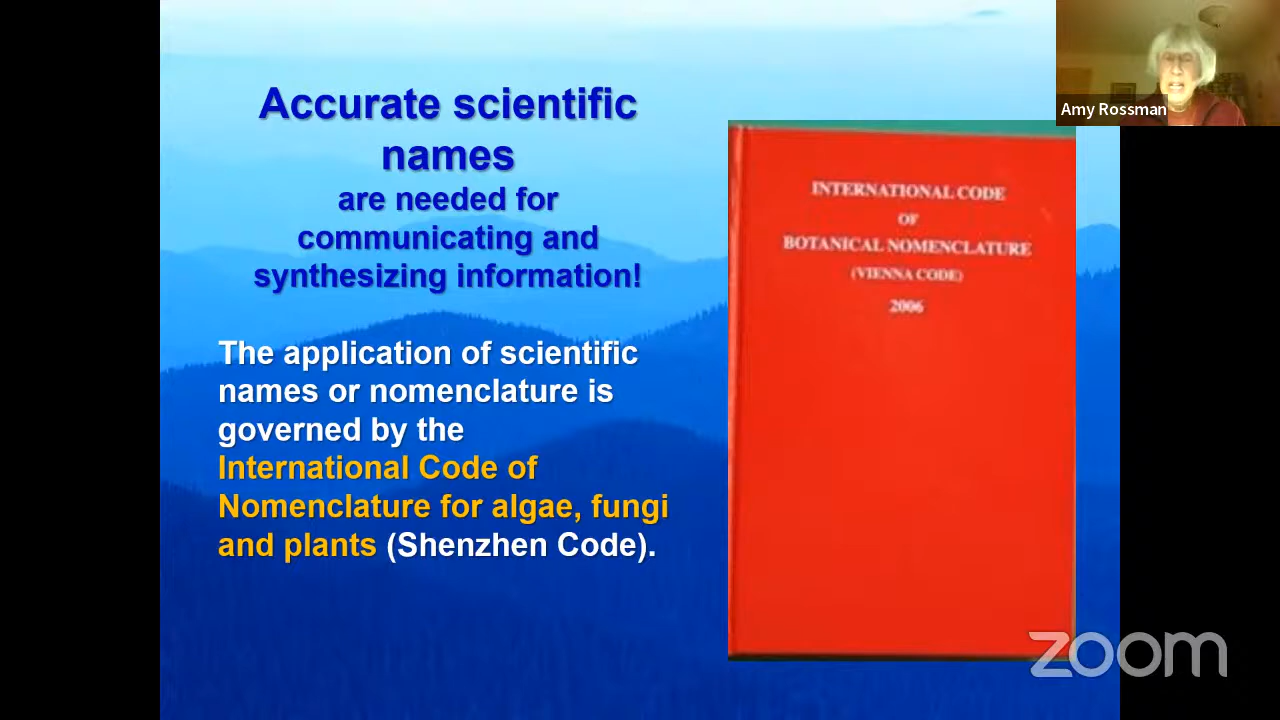 Accurate scientific
names
are needed for
communicating and
synthesizing information!
The application of scientific
names or nomenclature is
governed by the
International Code of
Nomenclature for algae, fungi
and plants (Shenzhen Code).
INTERNATIONAL CODE
OF
BOTANICAL NOMENCLATURE
(VIENNA CODE)
2006
Amy Rossman
zoom